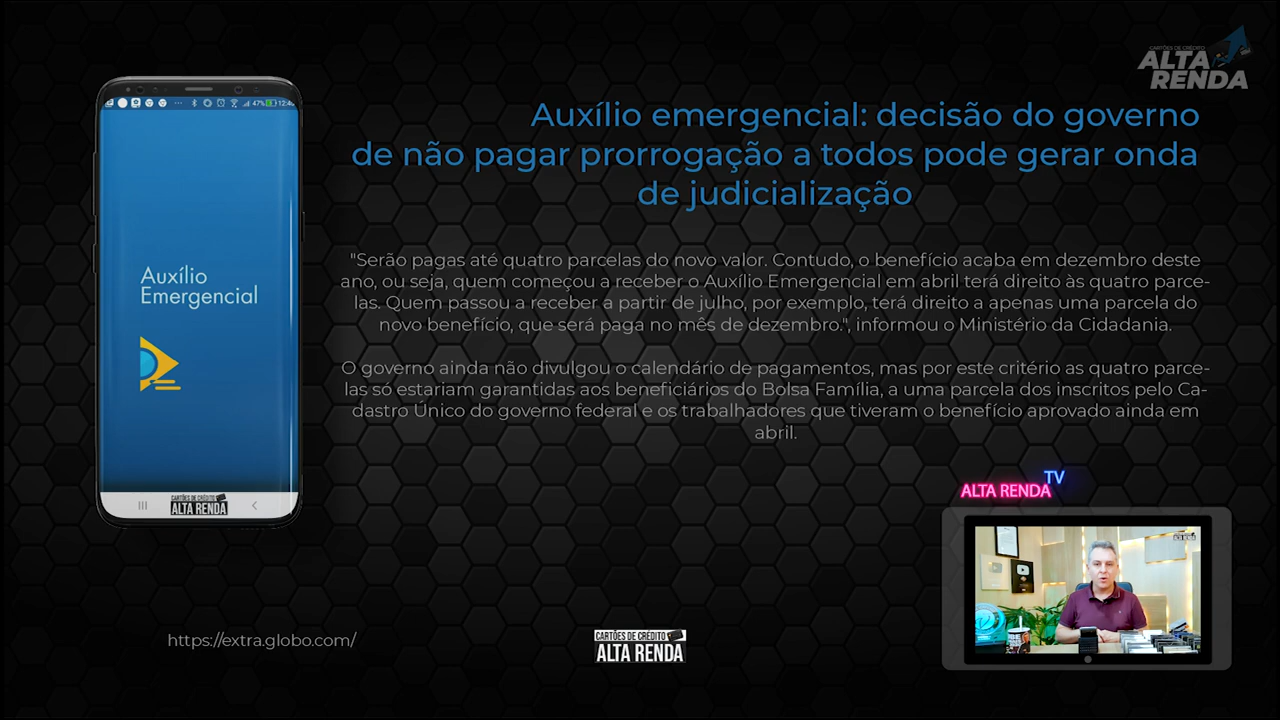 CARTÕES DE CRÉDITO
ALTA
RENDA
47% 12:4
Auxílio emergencial: decisão do governo
de não pagar prorrogação a todos pode gerar onda
de judicialização
"Serão pagas até quatro parcelas do novo valor. Contudo, o benefício acaba em dezembro deste
ano, ou seja, quem começou a receber o Auxílio Emergencial em abril terá direito às quatro parce-
las. Quem passou a receber a partir de julho, por exemplo, terá direito a apenas uma parcela do
novo benefício, que será paga no mês de dezembro.", informou o Ministério da Cidadania.
O governo ainda não divulgou o calendário de pagamentos, mas por este critério as quatro parce-
las só estariam garantidas aos beneficiários do Bolsa Família, a uma parcela dos inscritos pelo Ca-
dastro Único do governo federal e os trabalhadores que tiveram o benefício aprovado ainda em
abril.
Auxílio
Emergencial
CARTÕES DE CRÉDITO
ALTA RENDA
ALTA RENDA TV
https://extra.globo.com/
CARTÕES DE CRÉDITO
ALTA RENDA